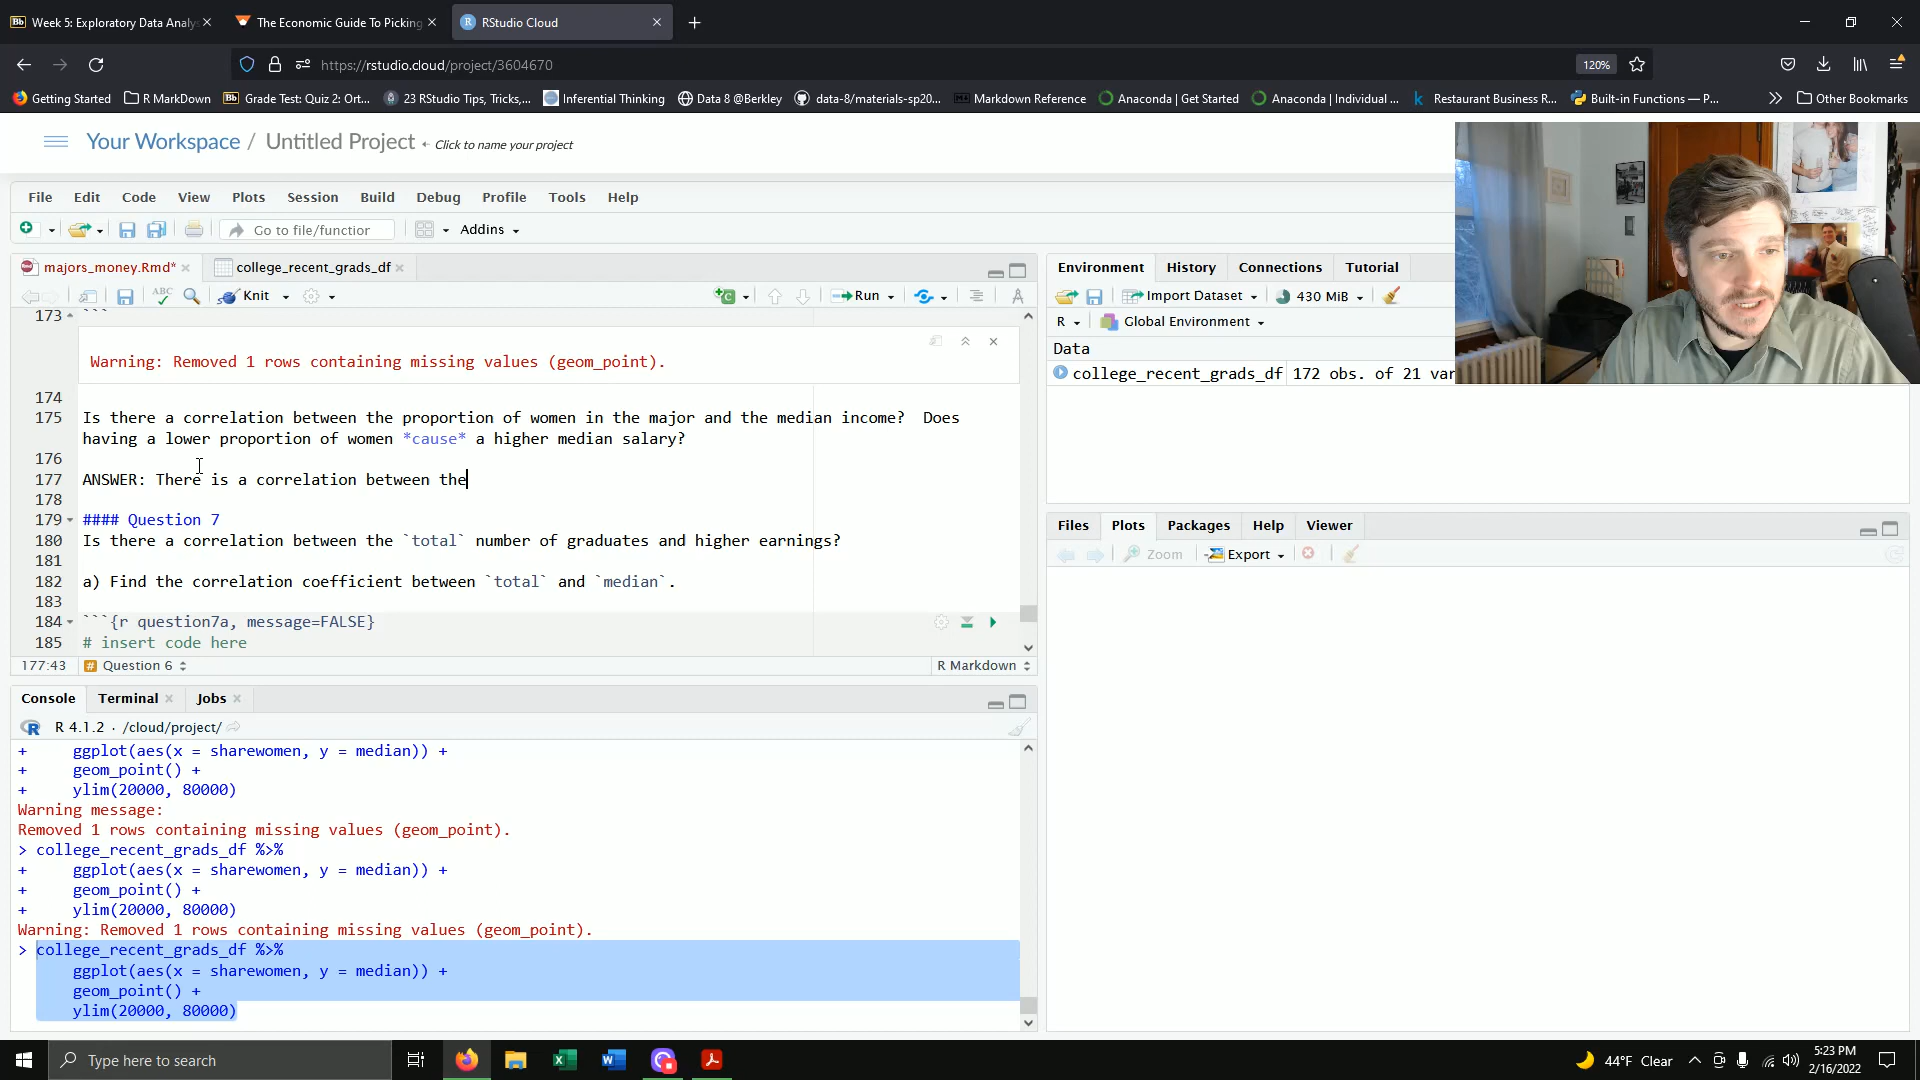 Week 5: Exploratory Data Analys
The Economic Guide To Picking
RStudio Cloud
https://rstudio.cloud/project/3604670
120%
Getting Started
R MarkDown
Grade Test: Quiz 2: Ort...
23 RStudio Tips, Tricks,...
Inferential Thinking
Data 8 @Berkley
data-8/materials-sp20...
Markdown Reference
Anaconda | Get Started
Anaconda | Individual ...
Restaurant Business R...
Built-in Functions — P...
Other Bookmarks
Your Workspace / Untitled Project Click to name your project
File Edit Code View Plots Session Build Debug Profile Tools Help
Go to file/function Addins
majors_money.Rmd* college_recent_grads_df
Knit Run
173 ```
Warning: Removed 1 rows containing missing values (geom_point).
174
175 Is there a correlation between the proportion of women in the major and the median income?  Does
having a lower proportion of women *cause* a higher median salary?
176
177 ANSWER: There is a correlation between the
178
179 #### Question 7
180 Is there a correlation between the `total` number of graduates and higher earnings?
181
182 a) Find the correlation coefficient between `total` and `median`.
183
184 ```{r question7a, message=FALSE}
185 # insert code here
177:43 Question 6 R Markdown
Console Terminal Jobs
R 4.1.2 · /cloud/project/
+     ggplot(aes(x = sharewomen, y = median)) +
+     geom_point() +
+     ylim(20000, 80000)
Warning message:
Removed 1 rows containing missing values (geom_point).
> college_recent_grads_df %>%
+     ggplot(aes(x = sharewomen, y = median)) +
+     geom_point() +
+     ylim(20000, 80000)
Warning: Removed 1 rows containing missing values (geom_point).
> college_recent_grads_df %>%
ggplot(aes(x = sharewomen, y = median)) +
geom_point() +
ylim(20000, 80000)
Environment History Connections Tutorial
Import Dataset 430 MiB
R Global Environment
Data
college_recent_grads_df 172 obs. of 21 var
Files Plots Packages Help Viewer
Zoom Export
Type here to search
44°F Clear
5:23 PM
2/16/2022